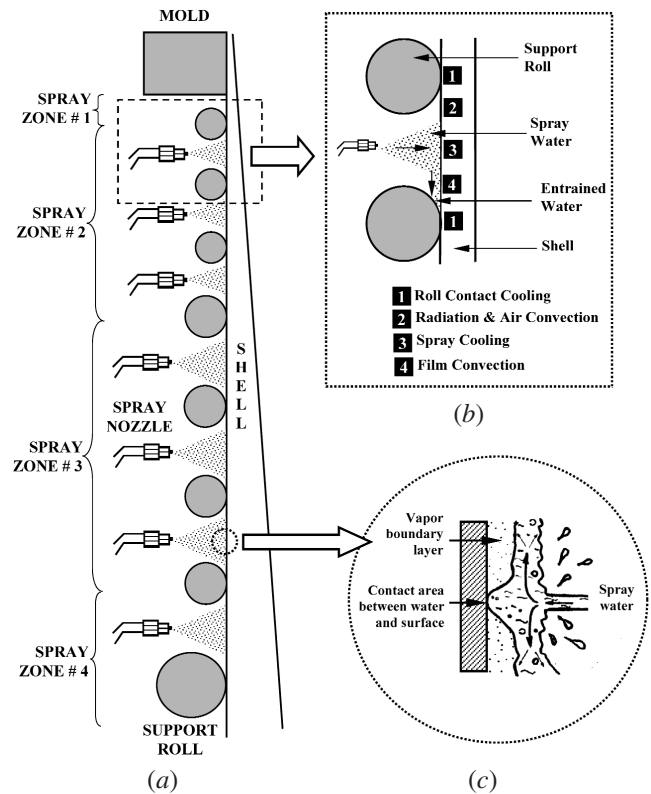 MOLD
SPRAY
ZONE # 1
SPRAY
ZONE # 2
S
H
E
L
L
SPRAY
NOZZLE
SPRAY
ZONE # 3
SPRAY
ZONE # 4
SUPPORT
ROLL
(a)
Support
Roll
1
2
Spray
Water
3
4
Entrained
Water
1
Shell
1 Roll Contact Cooling
2 Radiation & Air Convection
3 Spray Cooling
4 Film Convection
(b)
Vapor
boundary
layer
Contact area
between water
and surface
Spray
water
(c)